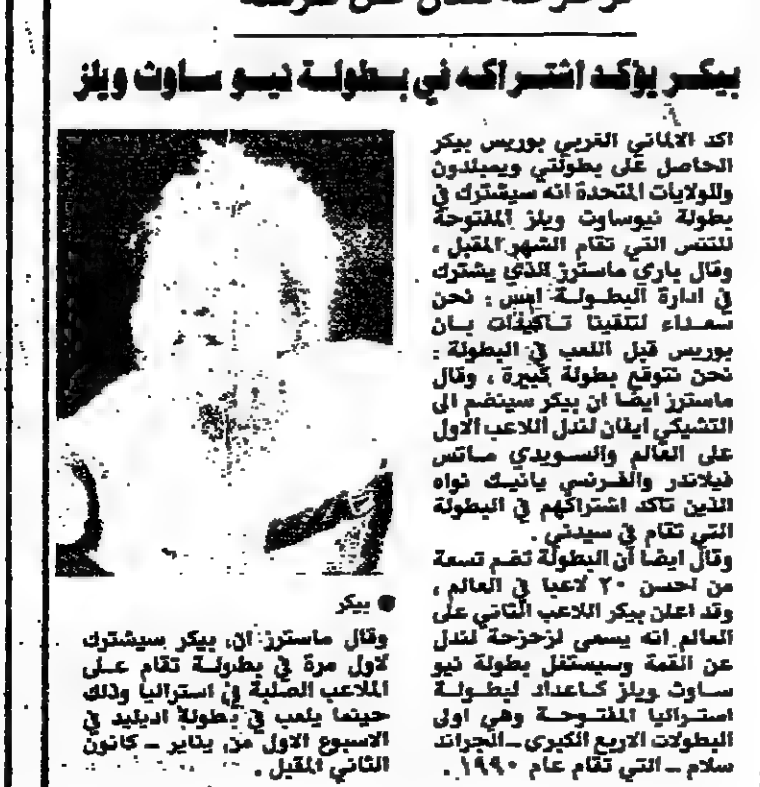 بيكر يؤكد اشتراكه في بطولة نيو ساوث ويلز
اكد الالماني الغربي بوريس بيكر
الحاصل على بطولتي ويمبلدون
والولايات المتحدة انه سيشترك في
بطولة نيوساوث ويلز المفتوحة
للتنس التي تقام الشهر المقبل ،
وقال باري ماسترز الذي يشترك
في ادارة البطولة امس : نحن
سعداء لتلقينا تاكيدات بان
بوريس قبل اللعب في البطولة :
نحن نتوقع بطولة كبيرة ، وقال
ماسترز ايضا ان بيكر سينضم الى
التشيكي ايفان لندل اللاعب الاول
على العالم والسويدي ماتس
فيلاندر والفرنسي يانيك نواه
الذين تاكد اشتراكهم في البطولة
التي تقام في سيدني .
وقال ايضا ان البطولة تضم تسعة
من احسن ٢٠ لاعبا في العالم ،
وقد اعلن بيكر اللاعب الثاني على
العالم انه يسعى لزحزحة لندل
عن القمة وسيستغل بطولة نيو
ساوث ويلز كاعداد لبطولة
استراليا المفتوحة وهي اولى
البطولات الاربع الكبرى ــ الجراند
سلام ــ التي تقام عام ١٩٩٠ .
● بيكر
وقال ماسترز ان بيكر سيشترك
لاول مرة في بطولة تقام على
الملاعب الصلبة في استراليا وذلك
حينما يلعب في بطولة اديليد في
الاسبوع الاول من يناير ــ كانون
الثاني المقبل .